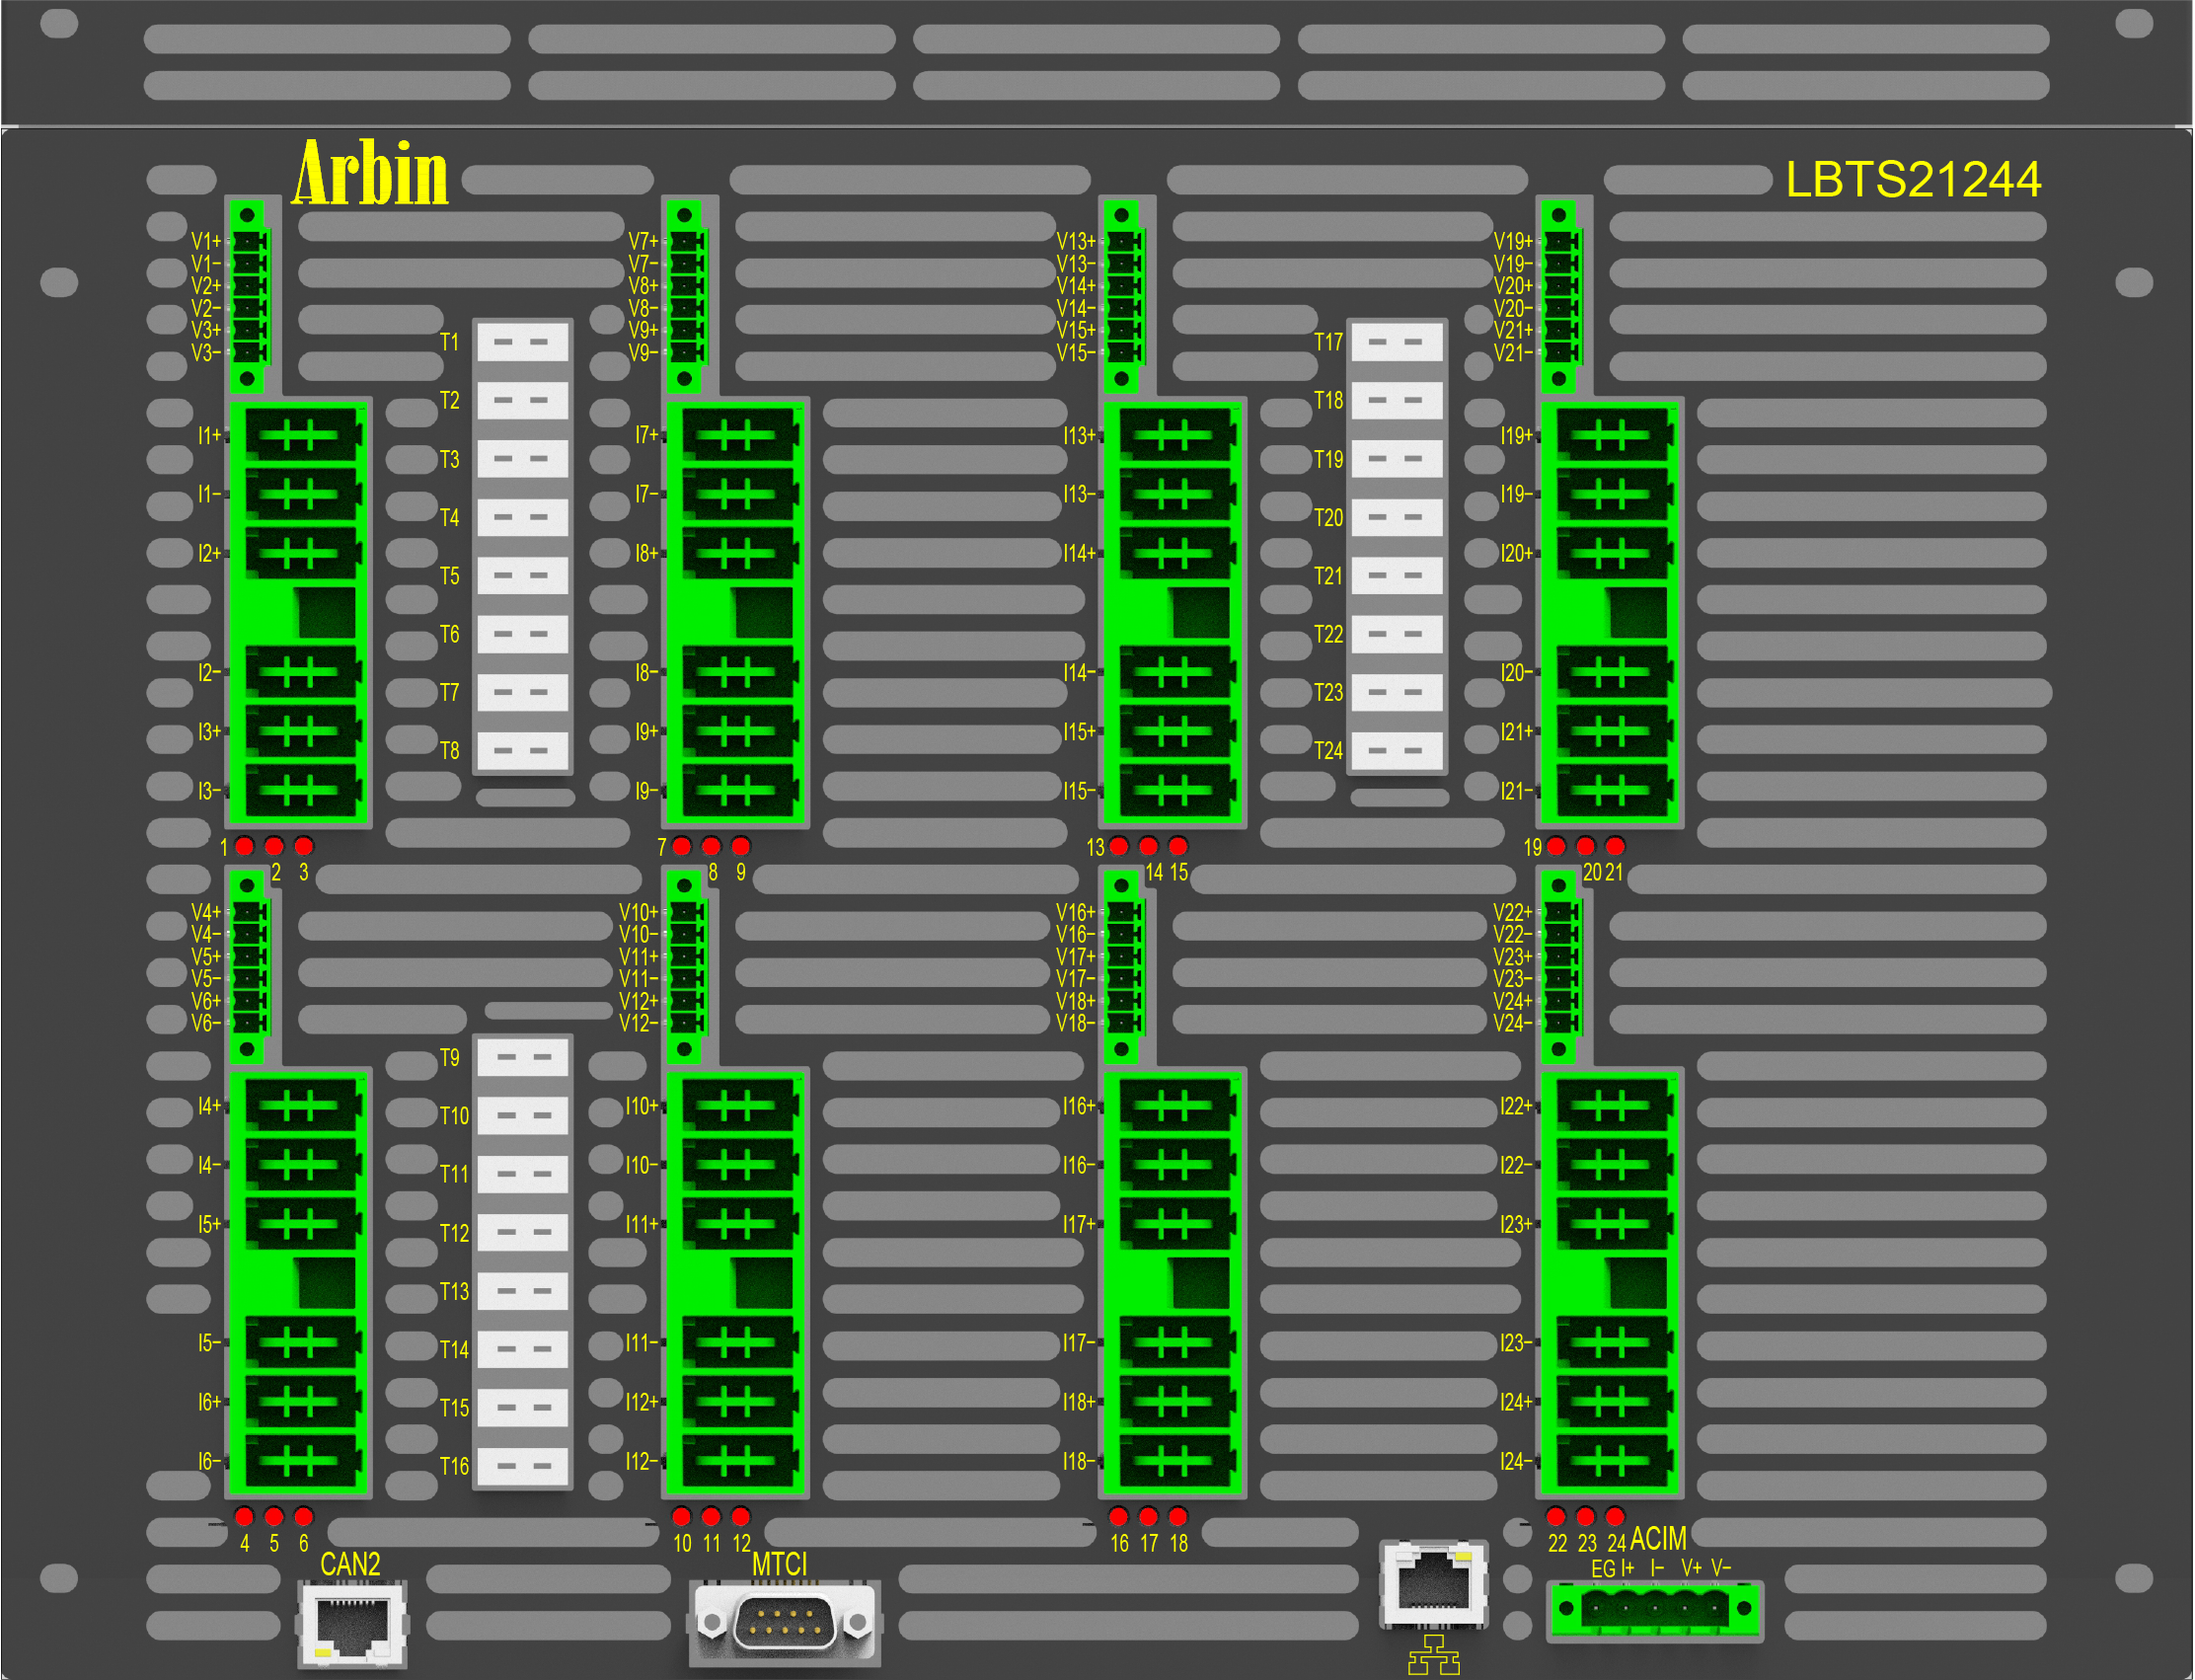 Arbin
LBTS21244
V1+
V1-
V2+
V2-
V3+
V3-
I1+
I1-
I2+
I2-
I3+
I3-
1
2
3
T1
T2
T3
T4
T5
T6
T7
T8
V7+
V7-
V8+
V8-
V9+
V9-
I7+
I7-
I8+
I8-
I9+
I9-
7
8
9
V13+
V13-
V14+
V14-
V15+
V15-
I13+
I13-
I14+
I14-
I15+
I15-
13
14
15
T17
T18
T19
T20
T21
T22
T23
T24
V19+
V19-
V20+
V20-
V21+
V21-
I19+
I19-
I20+
I20-
I21+
I21-
19
20
21
V4+
V4-
V5+
V5-
V6+
V6-
I4+
I4-
I5+
I5-
I6+
I6-
4
5
6
T9
T10
T11
T12
T13
T14
T15
T16
V10+
V10-
V11+
V11-
V12+
V12-
I10+
I10-
I11+
I11-
I12+
I12-
10
11
12
V16+
V16-
V17+
V17-
V18+
V18-
I16+
I16-
I17+
I17-
I18+
I18-
16
17
18
V22+
V22-
V23+
V23-
V24+
V24-
I22+
I22-
I23+
I23-
I24+
I24-
22
23
24
CAN2
MTCI
ACIM
EG I+ I- V+ V-